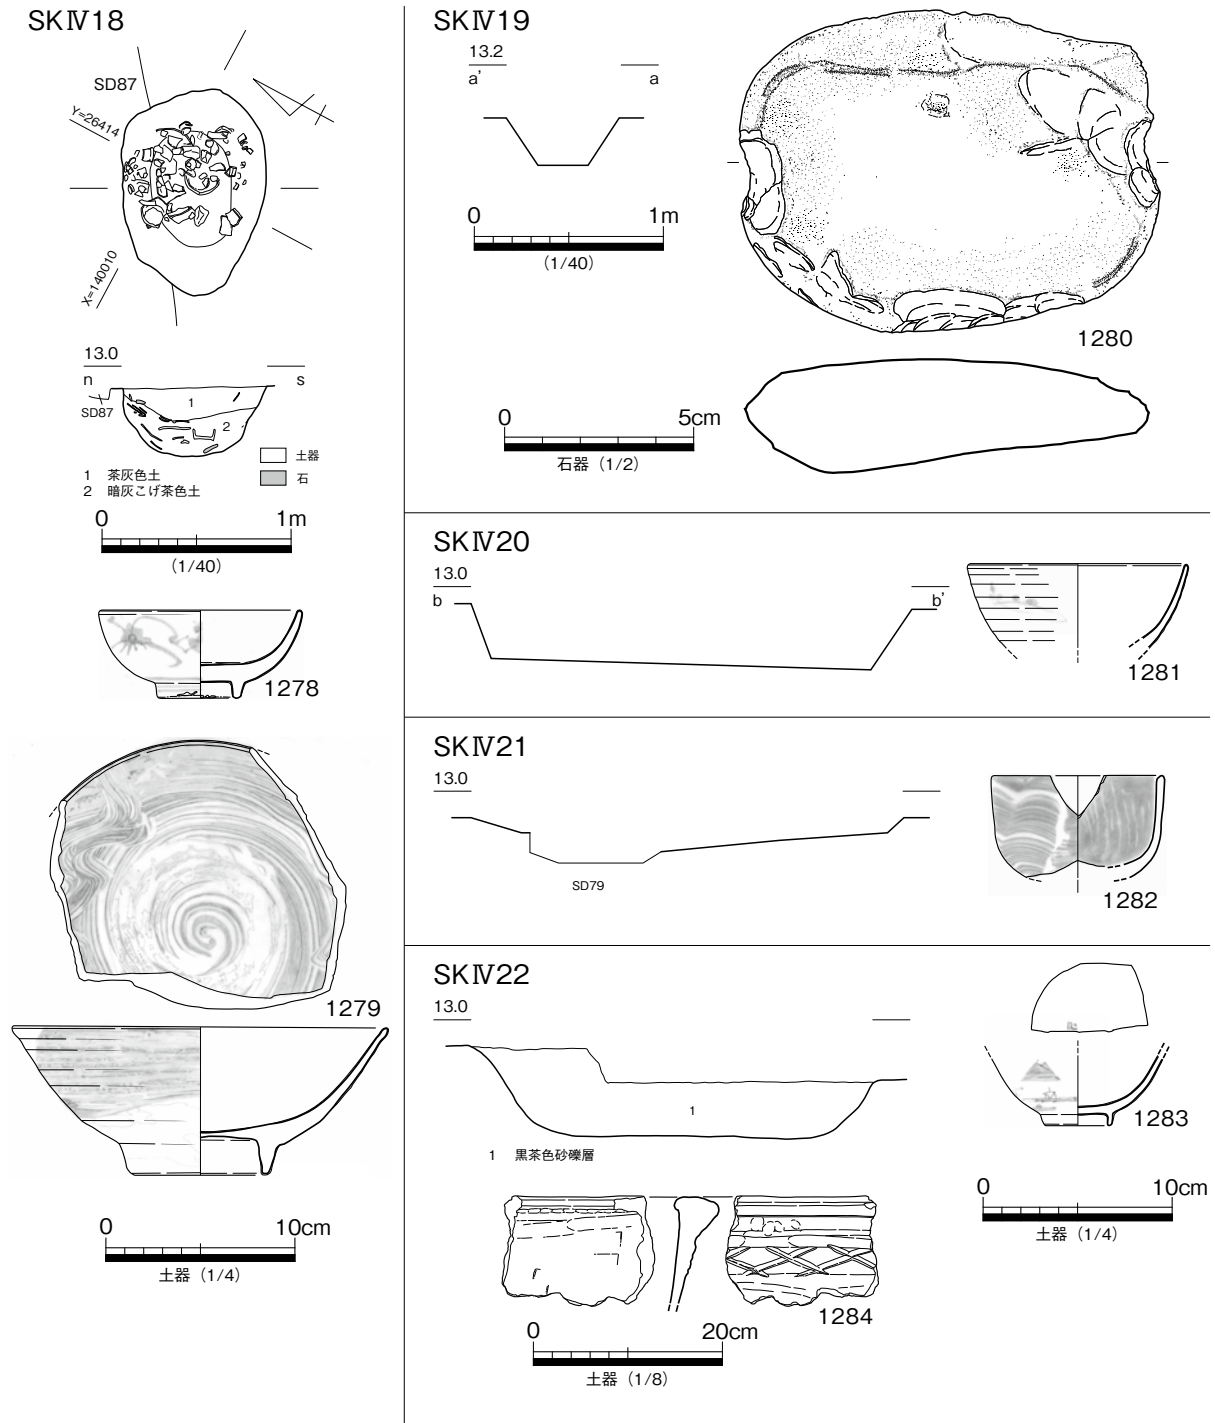 SKⅣ18
SD87
Y=26414
X=140010
13.0
n
s
SD87
1
2
土器
石
1 茶灰色土
2 暗灰こげ茶色土
0
1m
(1/40)
1278
1279
0
10cm
土器（1/4）
SKⅣ19
13.2
a'
a
0
1m
(1/40)
1280
0
5cm
石器（1/2）
SKⅣ20
13.0
b
b'
1281
SKⅣ21
13.0
SD79
1282
SKⅣ22
13.0
1
1 黒茶色砂礫層
1283
0
10cm
土器（1/4）
1284
0
20cm
土器（1/8）